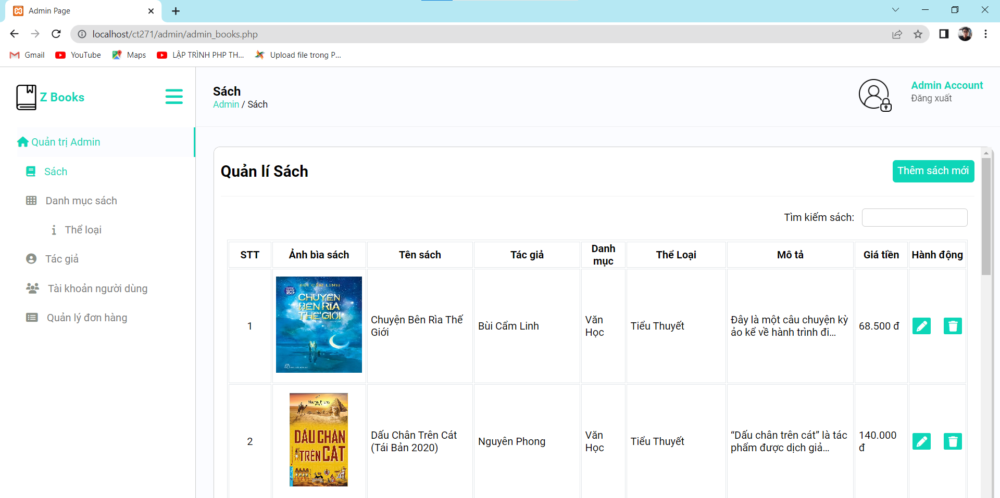 Admin Page
localhost/ct271/admin/admin_books.php
Gmail
YouTube
Maps
LẬP TRÌNH PHP TH...
Upload file trong P...
Z Books
Sách
Admin / Sách
Admin Account
Đăng xuất
Quản trị Admin
Sách
Danh mục sách
Thể loại
Tác giả
Tài khoản người dùng
Quản lý đơn hàng
Quản lí Sách
Thêm sách mới
Tìm kiếm sách:
STT
Ảnh bìa sách
Tên sách
Tác giả
Danh
mục
Thể Loại
Mô tả
Giá tiền
Hành động
1
BÙI CẨM LINH
CHUYỆN
BÊN RÌA
THẾ GIỚI
Chuyện Bên Rìa Thế
Giới
Bùi Cẩm Linh
Văn
Học
Tiểu Thuyết
Đây là một câu chuyện kỳ
ảo kể về hành trình đi...
68.500 đ
2
DẤU CHÂN
TRÊN CÁT
Dấu Chân Trên Cát
(Tái Bản 2020)
Nguyên Phong
Văn
Học
Tiểu Thuyết
“Dấu chân trên cát” là tác
phẩm được dịch giả...
140.000
đ